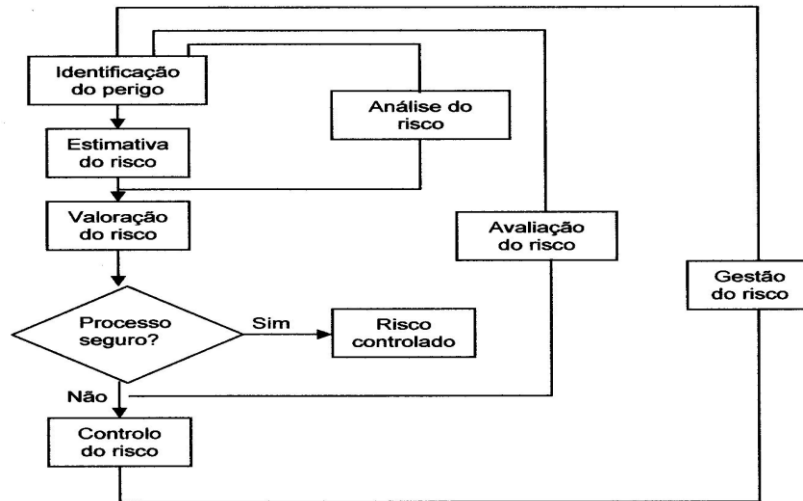 Identificação
do perigo
Análise do
risco
Estimativa
do risco
Valoração
do risco
Avaliação
do risco
Gestão
do risco
Processo
seguro?
Sim
Risco
controlado
Não
Controlo
do risco